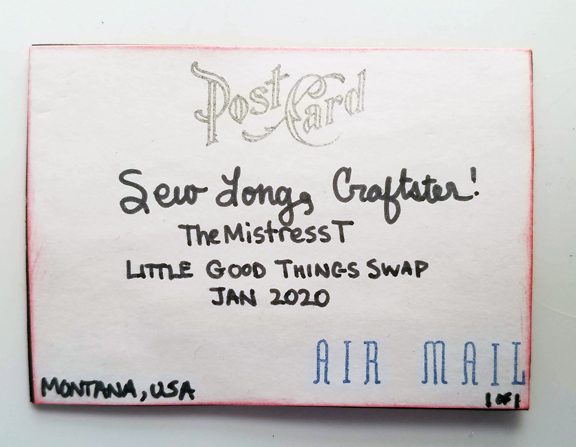 Post Card
Sew Long, Craftster!
TheMistressT
LITTLE GOOD THINGS SWAP
JAN 2020
AIR MAIL
MONTANA, USA
1 OF 1